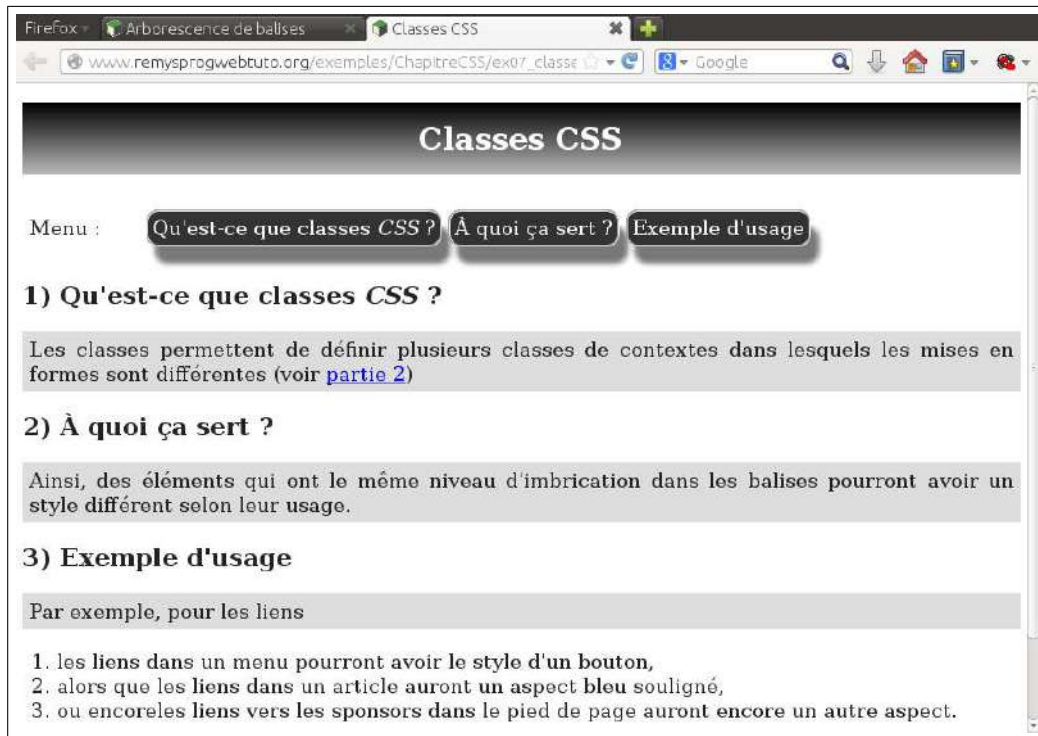 Firefox Arborescence de balises Classes CSS
www.remysprogwebtuto.org/exemples/ChapitreCSS/ex07_classe Google
Classes CSS
Menu : Qu'est-ce que classes CSS ? À quoi ça sert ? Exemple d'usage
1) Qu'est-ce que classes CSS ?
Les classes permettent de définir plusieurs classes de contextes dans lesquels les mises en
formes sont différentes (voir partie 2)
2) À quoi ça sert ?
Ainsi, des éléments qui ont le même niveau d'imbrication dans les balises pourront avoir un
style différent selon leur usage.
3) Exemple d'usage
Par exemple, pour les liens
1. les liens dans un menu pourront avoir le style d'un bouton,
2. alors que les liens dans un article auront un aspect bleu souligné,
3. ou encoreles liens vers les sponsors dans le pied de page auront encore un autre aspect.